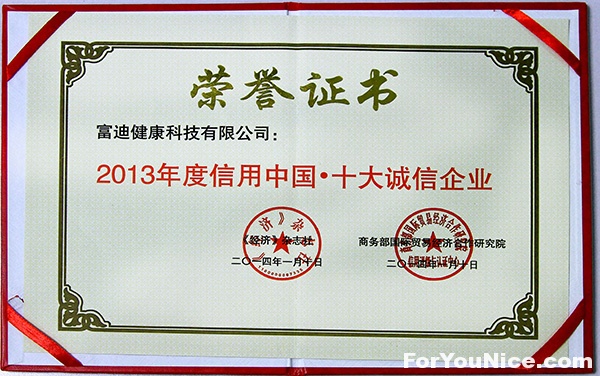 荣誉证书
富迪健康科技有限公司：
2013年度信用中国·十大诚信企业
《经济》杂志社
商务部国际贸易经济合作研究院
二〇一四年一月十日
二〇一四年一月十日
ForYouNice.com